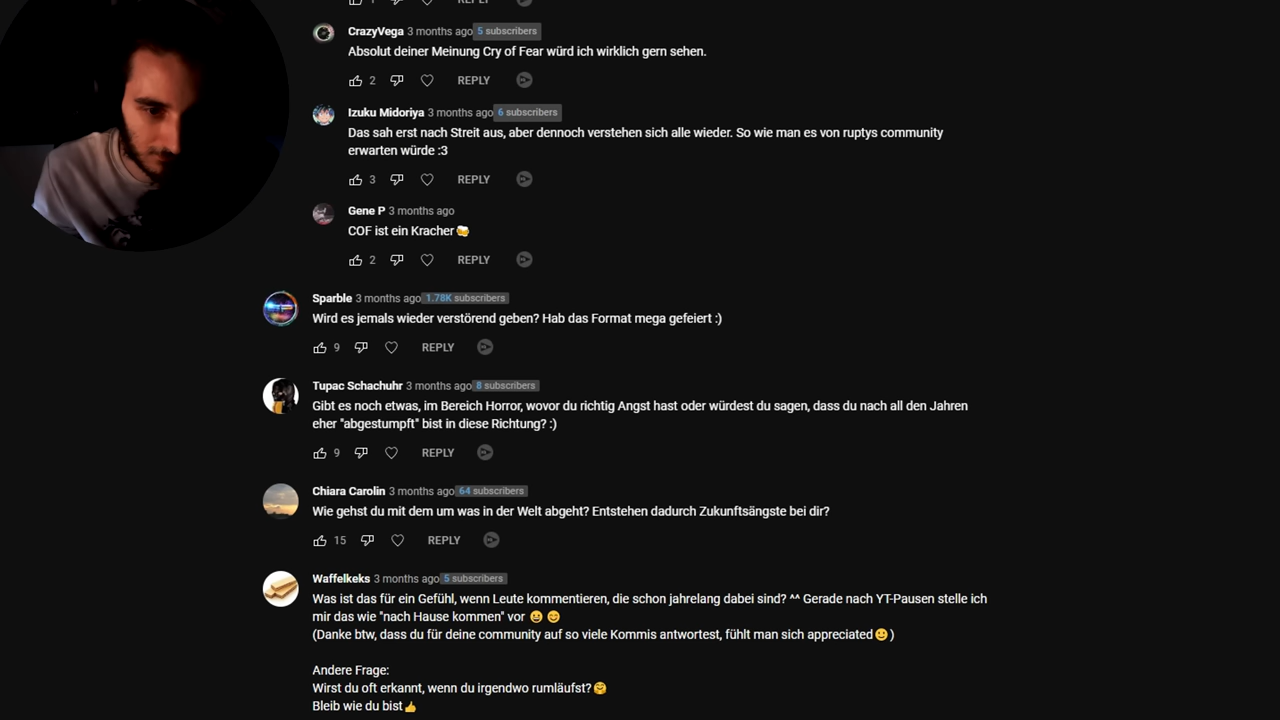 1 REPLY
CrazyVega 3 months ago 5 subscribers
Absolut deiner Meinung Cry of Fear würd ich wirklich gern sehen.
2 REPLY
Izuku Midoriya 3 months ago 6 subscribers
Das sah erst nach Streit aus, aber dennoch verstehen sich alle wieder. So wie man es von ruptys community
erwarten würde :3
3 REPLY
Gene P 3 months ago
COF ist ein Kracher🍻
2 REPLY
Sparble 3 months ago 1.78K subscribers
Wird es jemals wieder verstörend geben? Hab das Format mega gefeiert :)
9 REPLY
Tupac Schachuhr 3 months ago 8 subscribers
Gibt es noch etwas, im Bereich Horror, wovor du richtig Angst hast oder würdest du sagen, dass du nach all den Jahren
eher "abgestumpft" bist in diese Richtung? :)
9 REPLY
Chiara Carolin 3 months ago 64 subscribers
Wie gehst du mit dem um was in der Welt abgeht? Entstehen dadurch Zukunftsängste bei dir?
15 REPLY
Waffelkeks 3 months ago 5 subscribers
Was ist das für ein Gefühl, wenn Leute kommentieren, die schon jahrelang dabei sind? ^^ Gerade nach YT-Pausen stelle ich
mir das wie "nach Hause kommen" vor 😆 😊
(Danke btw, dass du für deine community auf so viele Kommis antwortest, fühlt man sich appreciated🙂)
Andere Frage:
Wirst du oft erkannt, wenn du irgendwo rumläufst?🤗
Bleib wie du bist👍